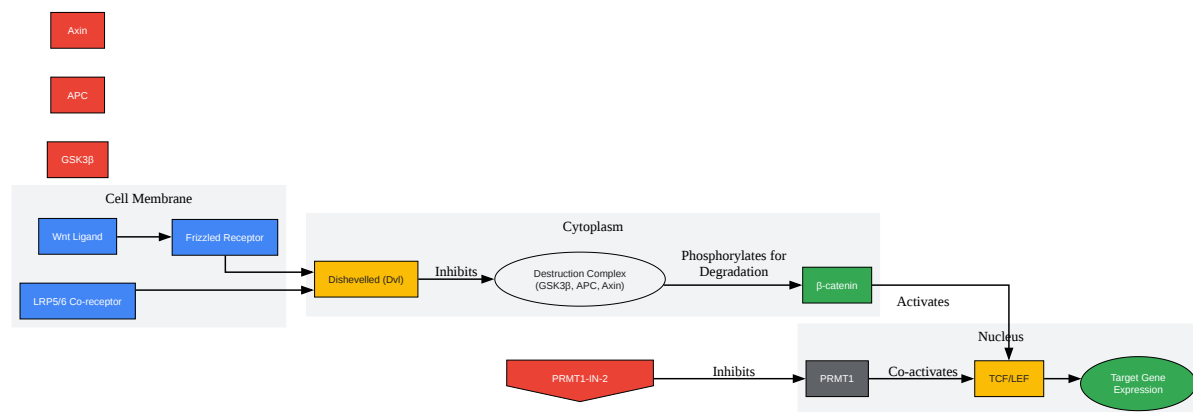 Axin
APC
GSK3β
Cell Membrane
Wnt Ligand
Frizzled Receptor
LRP5/6 Co-receptor
Cytoplasm
Dishevelled (Dvl)
Inhibits
Destruction Complex
(GSK3β, APC, Axin)
Phosphorylates for
Degradation
β-catenin
Activates
Nucleus
PRMT1-IN-2
Inhibits
PRMT1
Co-activates
TCF/LEF
Target Gene
Expression